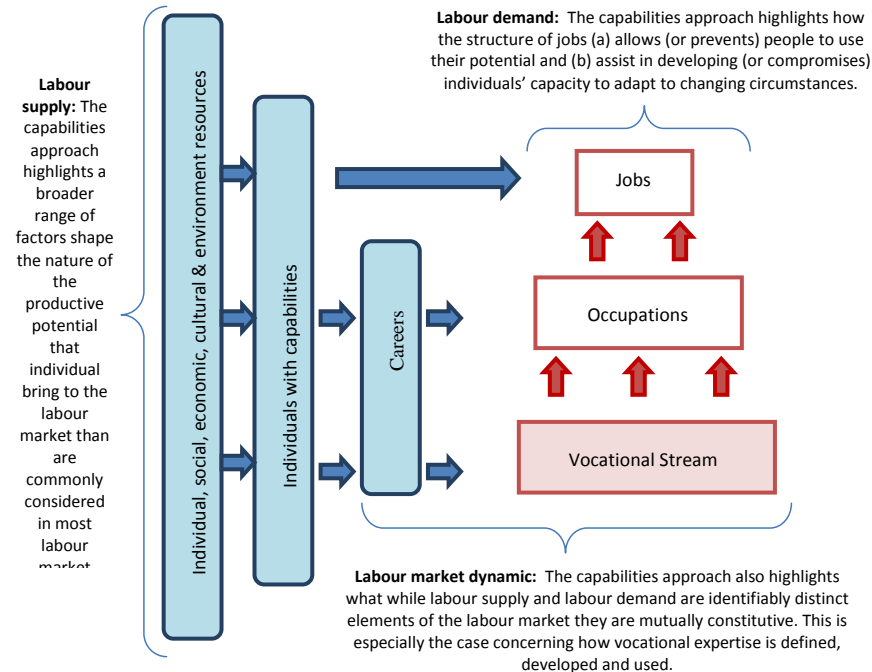 Labour
supply: The
capabilities
approach
highlights a
broader
range of
factors shape
the nature of
the
productive
potential
that
individual
bring to the
labour
market than
are
commonly
considered
in most
labour
market
Individual, social, economic, cultural & environment resources
Individuals with capabilities
Careers
Labour demand: The capabilities approach highlights how
the structure of jobs (a) allows (or prevents) people to use
their potential and (b) assist in developing (or compromises)
individuals’ capacity to adapt to changing circumstances.
Jobs
Occupations
Vocational Stream
Labour market dynamic: The capabilities approach also highlights
what while labour supply and labour demand are identifiably distinct
elements of the labour market they are mutually constitutive. This is
especially the case concerning how vocational expertise is defined,
developed and used.